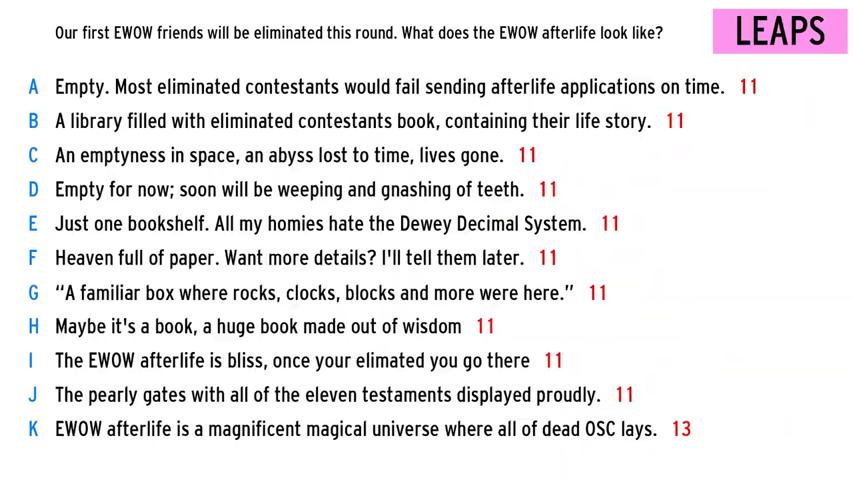 Our first EWOW friends will be eliminated this round. What does the EWOW afterlife look like?
LEAPS
A Empty. Most eliminated contestants would fail sending afterlife applications on time. 11
B A library filled with eliminated contestants book, containing their life story. 11
C An emptyness in space, an abyss lost to time, lives gone. 11
D Empty for now; soon will be weeping and gnashing of teeth. 11
E Just one bookshelf. All my homies hate the Dewey Decimal System. 11
F Heaven full of paper. Want more details? I'll tell them later. 11
G “A familiar box where rocks, clocks, blocks and more were here.” 11
H Maybe it's a book, a huge book made out of wisdom 11
I The EWOW afterlife is bliss, once your elimated you go there 11
J The pearly gates with all of the eleven testaments displayed proudly. 11
K EWOW afterlife is a magnificent magical universe where all of dead OSC lays. 13